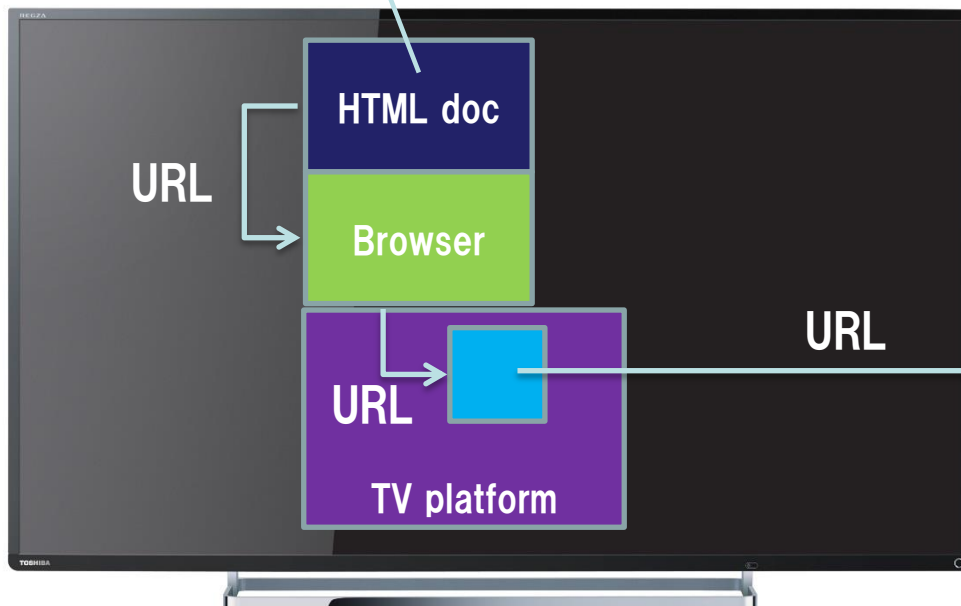 REGZA
HTML doc
URL
Browser
URL
URL
TV platform
TOSHIBA